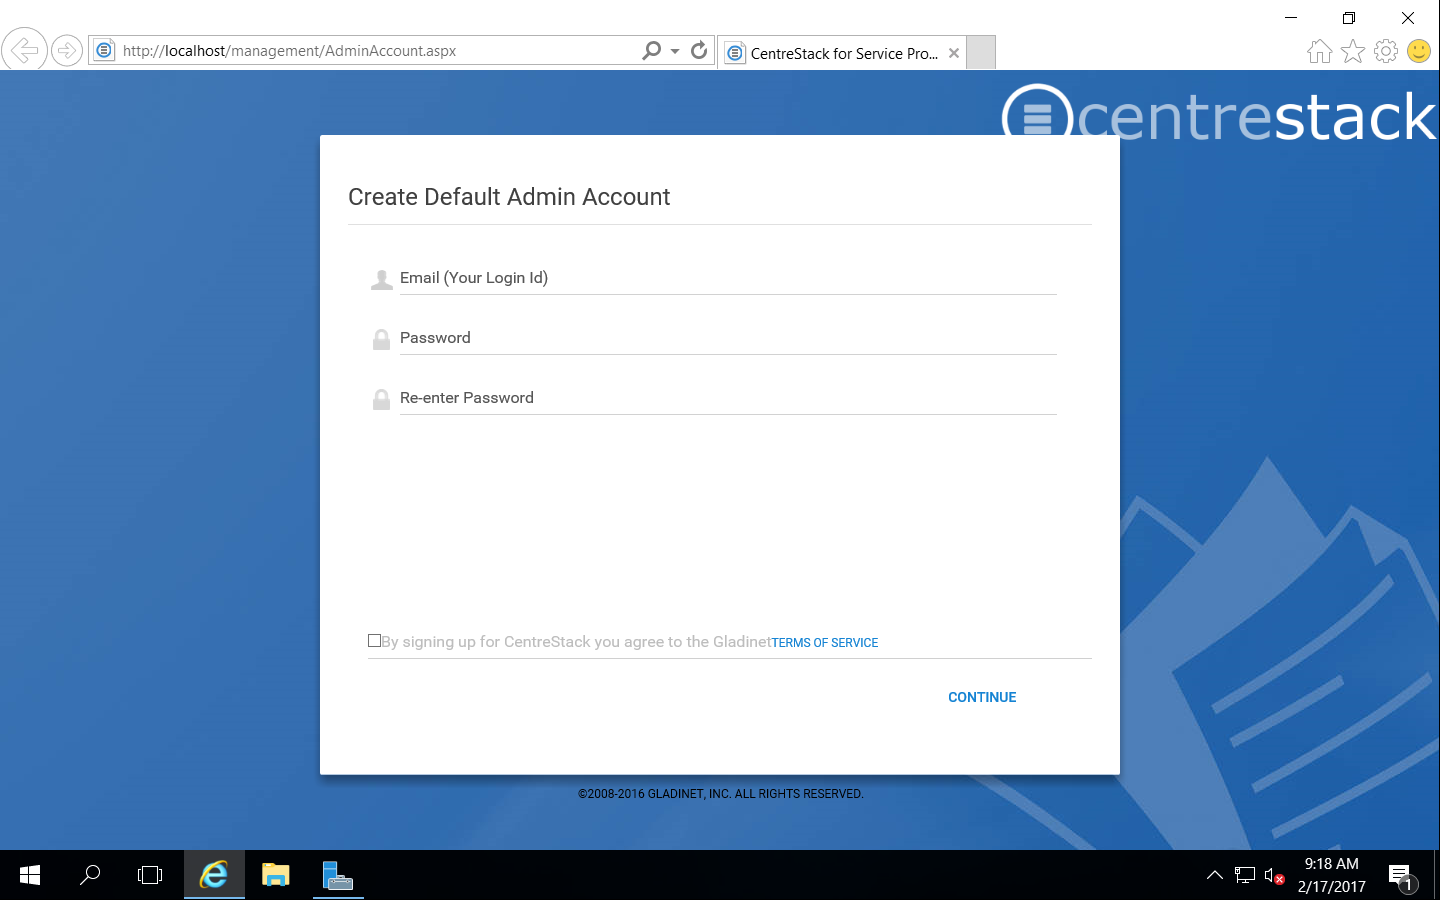 http://localhost/management/AdminAccount.aspx
CentreStack for Service Pro...
centrestack
Create Default Admin Account
Email (Your Login Id)
Password
Re-enter Password
By signing up for CentreStack you agree to the Gladinet TERMS OF SERVICE
CONTINUE
©2008-2016 GLADINET, INC. ALL RIGHTS RESERVED.
9:18 AM
2/17/2017
1